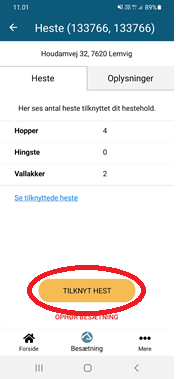 11.01
89%
Heste (133766, 133766)
Houdamvej 32, 7620 Lemvig
Heste Oplysninger
Her ses antal heste tilknyttet dit hestehold.
Hopper 4
Hingste 0
Vallakker 2
Se tilknyttede heste
TILKNYT HEST
OPHØR BESÆTNING
Forside Besætning Mere